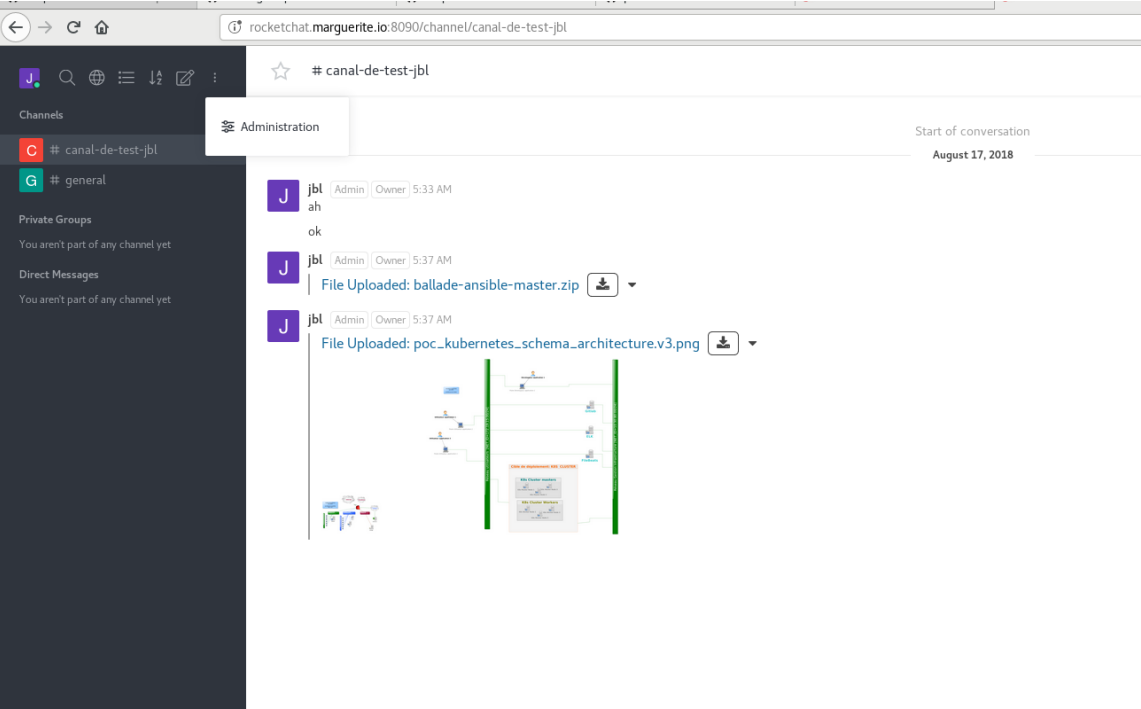 rocketchat.marguerite.io:8090/channel/canal-de-test-jbl
J
# canal-de-test-jbl
Channels
Administration
C # canal-de-test-jbl
G # general
Private Groups
You aren't part of any channel yet
Direct Messages
You aren't part of any channel yet
Start of conversation
August 17, 2018
J
jbl Admin Owner 5:33 AM
ah
ok
J
jbl Admin Owner 5:37 AM
File Uploaded: ballade-ansible-master.zip
J
jbl Admin Owner 5:37 AM
File Uploaded: poc_kubernetes_schema_architecture.v3.png